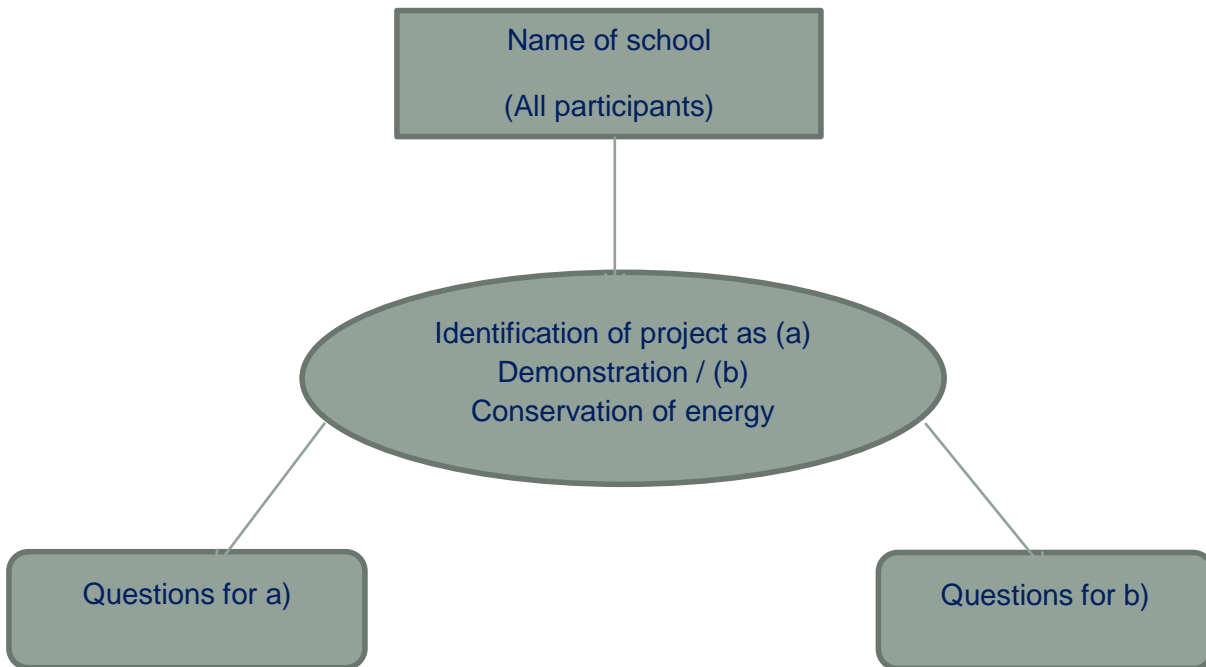 Name of school
(All participants)
Identification of project as (a)
Demonstration / (b)
Conservation of energy
Questions for a)
Questions for b)